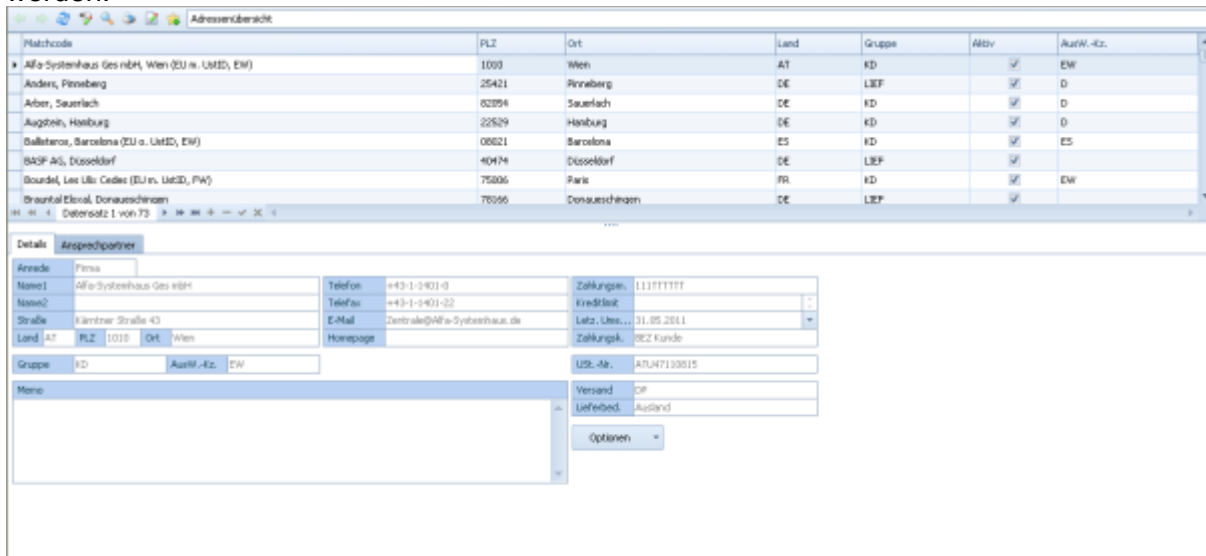 werden.
Adressenübersicht
Matchcode PLZ Ort Land Gruppe Aktiv AusW.-Kz.
Alfa-Systemhaus Ges mbH, Wien (EU m. UstID, EW) 1010 Wien AT KD EW
Anders, Pinneberg 25421 Pinneberg DE LIEF D
Arber, Sauerlach 82054 Sauerlach DE KD D
Augstein, Hamburg 22529 Hamburg DE KD D
Ballsteros, Barcelona (EU o. UstID, EW) 08021 Barcelona ES KD ES
BASF AG, Düsseldorf 40474 Düsseldorf DE LIEF
Bourdel, Les Ulis Cedex (EU m. UstID, FW) 75006 Paris FR KD EW
Donaueschingen 78166 Donaueschingen DE LIEF
Datensatz 1 von 73
Details Ansprechpartner
Anrede Firma
Name1 Alfa-Systemhaus Ges mbH Telefon +43-1-1401-0 Zahlungsm. 111TTTTTT
Name2 Telefax +43-1-1401-22 Kreditlimit
Straße Kärntner Straße 43 E-Mail Zentrale@Alfa-Systemhaus.de Letz. Ums... 31.05.2011
Land AT PLZ 1010 Ort Wien Homepage Zahlungsk. BEZ Kunde
Gruppe KD AusW.-Kz. EW USt.-Nr. ATU47110815
Memo Versand DP
Lieferbed. Ausland
Optionen